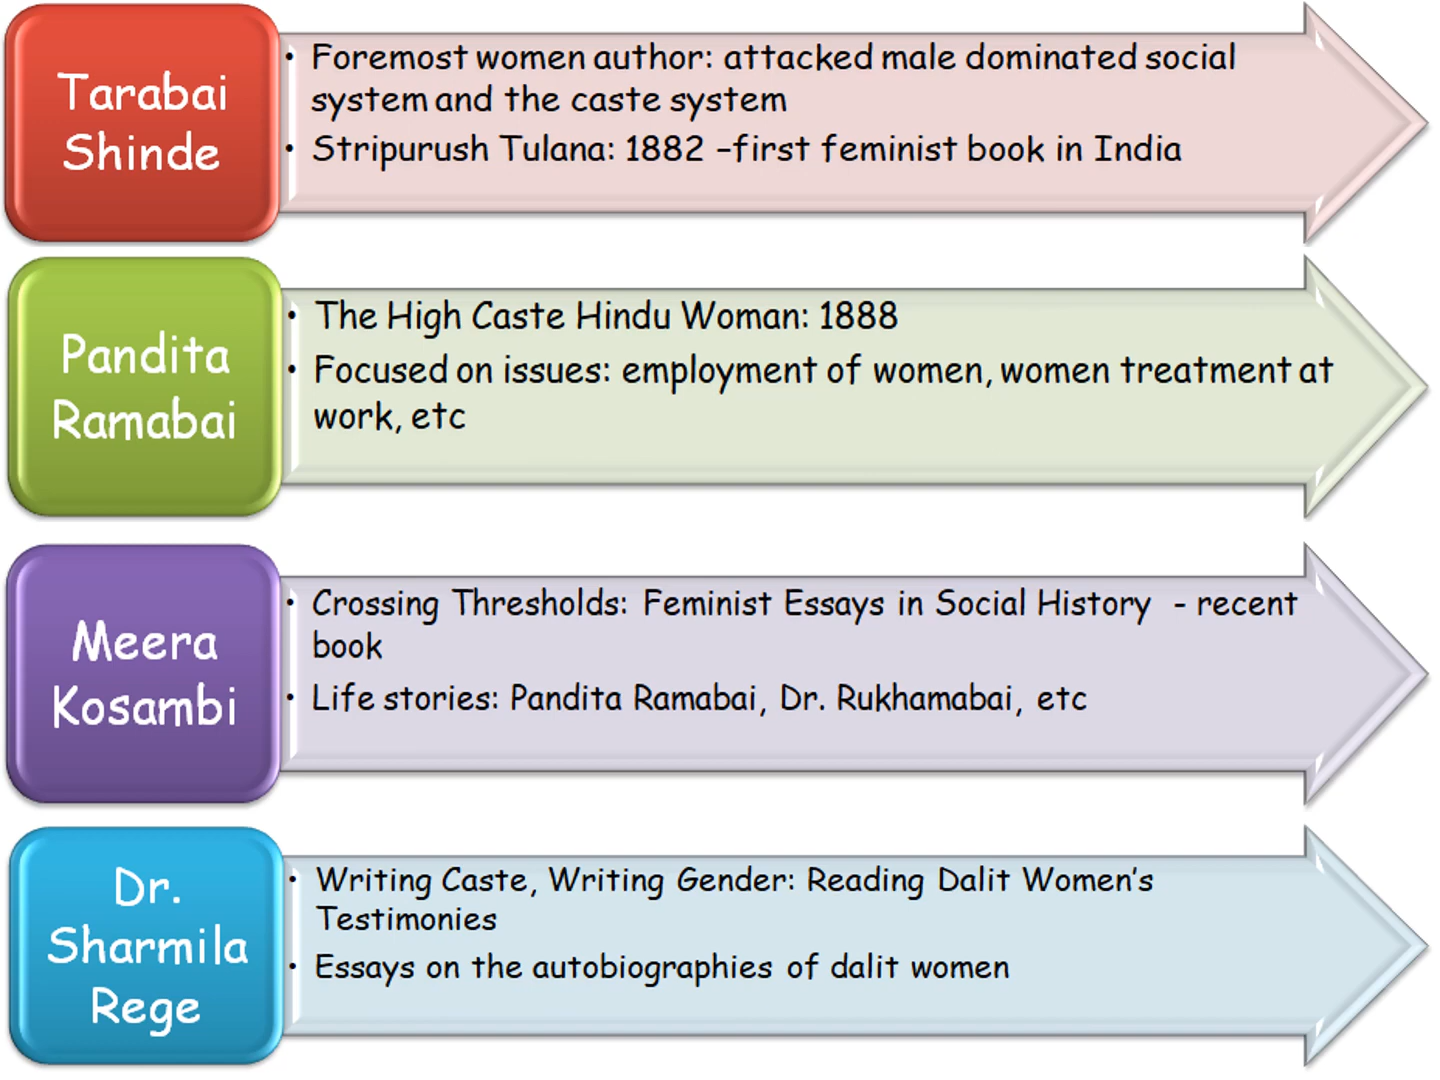 Tarabai
Shinde
• Foremost women author: attacked male dominated social
system and the caste system
• Stripurush Tulana: 1882 –first feminist book in India
Pandita
Ramabai
• The High Caste Hindu Woman: 1888
• Focused on issues: employment of women, women treatment at
work, etc
Meera
Kosambi
• Crossing Thresholds: Feminist Essays in Social History - recent
book
• Life stories: Pandita Ramabai, Dr. Rukhamabai, etc
Dr.
Sharmila
Rege
• Writing Caste, Writing Gender: Reading Dalit Women’s
Testimonies
• Essays on the autobiographies of dalit women